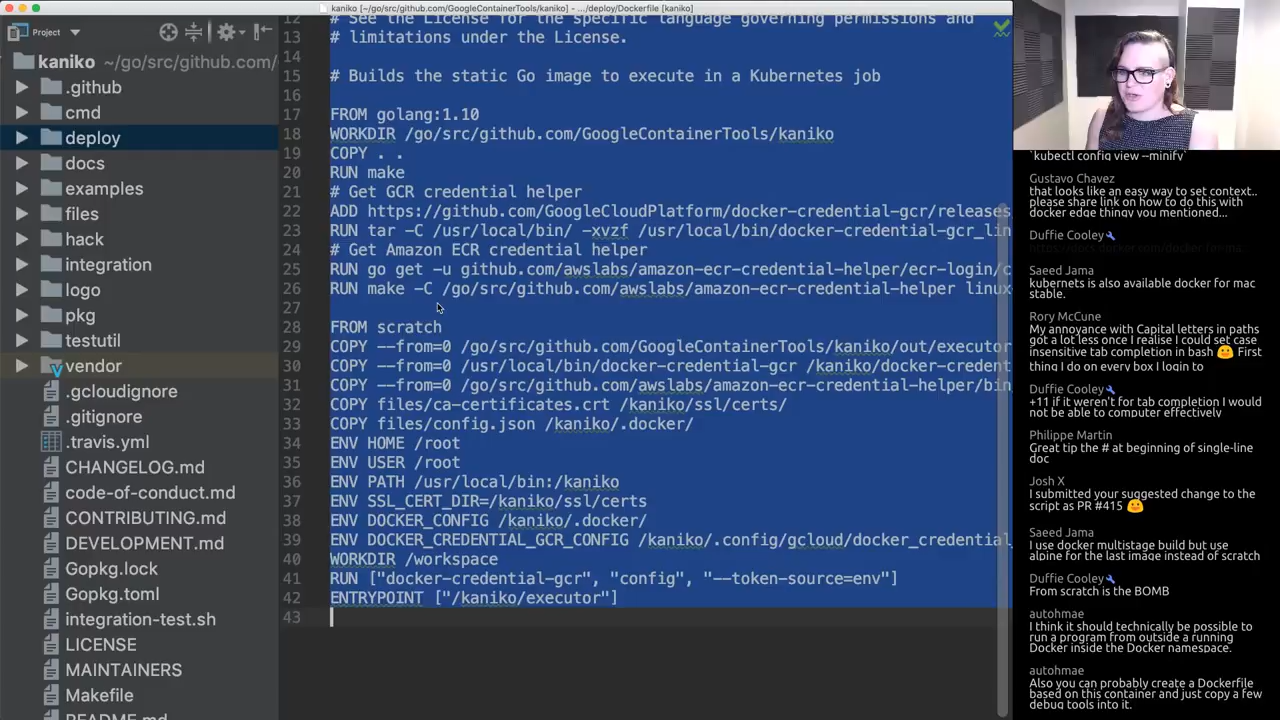 kaniko [~/go/src/github.com/GoogleContainerTools/kaniko] - .../deploy/Dockerfile [kaniko]
Project
kaniko ~/go/src/github.com/
.github
cmd
deploy
docs
examples
files
hack
integration
logo
pkg
testutil
vendor
.gcloudignore
.gitignore
.travis.yml
CHANGELOG.md
code-of-conduct.md
CONTRIBUTING.md
DEVELOPMENT.md
Gopkg.lock
Gopkg.toml
integration-test.sh
LICENSE
MAINTAINERS
Makefile
README.md
12 # See the License for the specific language governing permissions and
13 # limitations under the License.
14
15 # Builds the static Go image to execute in a Kubernetes job
16
17 FROM golang:1.10
18 WORKDIR /go/src/github.com/GoogleContainerTools/kaniko
19 COPY . .
20 RUN make
21 # Get GCR credential helper
22 ADD https://github.com/GoogleCloudPlatform/docker-credential-gcr/releases
23 RUN tar -C /usr/local/bin/ -xvzf /usr/local/bin/docker-credential-gcr_lin
24 # Get Amazon ECR credential helper
25 RUN go get -u github.com/awslabs/amazon-ecr-credential-helper/ecr-login/c
26 RUN make -C /go/src/github.com/awslabs/amazon-ecr-credential-helper linux
27
28 FROM scratch
29 COPY --from=0 /go/src/github.com/GoogleContainerTools/kaniko/out/executor
30 COPY --from=0 /usr/local/bin/docker-credential-gcr /kaniko/docker-credent
31 COPY --from=0 /go/src/github.com/awslabs/amazon-ecr-credential-helper/bin
32 COPY files/ca-certificates.crt /kaniko/ssl/certs/
33 COPY files/config.json /kaniko/.docker/
34 ENV HOME /root
35 ENV USER /root
36 ENV PATH /usr/local/bin:/kaniko
37 ENV SSL_CERT_DIR=/kaniko/ssl/certs
38 ENV DOCKER_CONFIG /kaniko/.docker/
39 ENV DOCKER_CREDENTIAL_GCR_CONFIG /kaniko/.config/gcloud/docker_credential
40 WORKDIR /workspace
41 RUN ["docker-credential-gcr", "config", "--token-source=env"]
42 ENTRYPOINT ["/kaniko/executor"]
43
`kubectl config view --minify`
Gustavo Chavez
that looks like an easy way to set context..
please share link on how to do this with
docker edge thing you mentioned...
Duffie Cooley
Saeed Jama
kubernets is also available docker for mac
stable.
Rory McCune
My annoyance with Capital letters in paths
got a lot less once I realise I could set case
insensitive tab completion in bash 🙂 First
thing I do on every box I login to
Duffie Cooley
+11 if it weren't for tab completion I would
not be able to computer effectively
Philippe Martin
Great tip the # at beginning of single-line
doc
Josh X
I submitted your suggested change to the
script as PR #415 🙂
Saeed Jama
I use docker multistage build but use
alpine for the last image instead of scratch
Duffie Cooley
From scratch is the BOMB
autohmae
I think it should technically be possible to
run a program from outside a running
Docker inside the Docker namespace.
autohmae
Also you can probably create a Dockerfile
based on this container and just copy a few
debug tools into it.